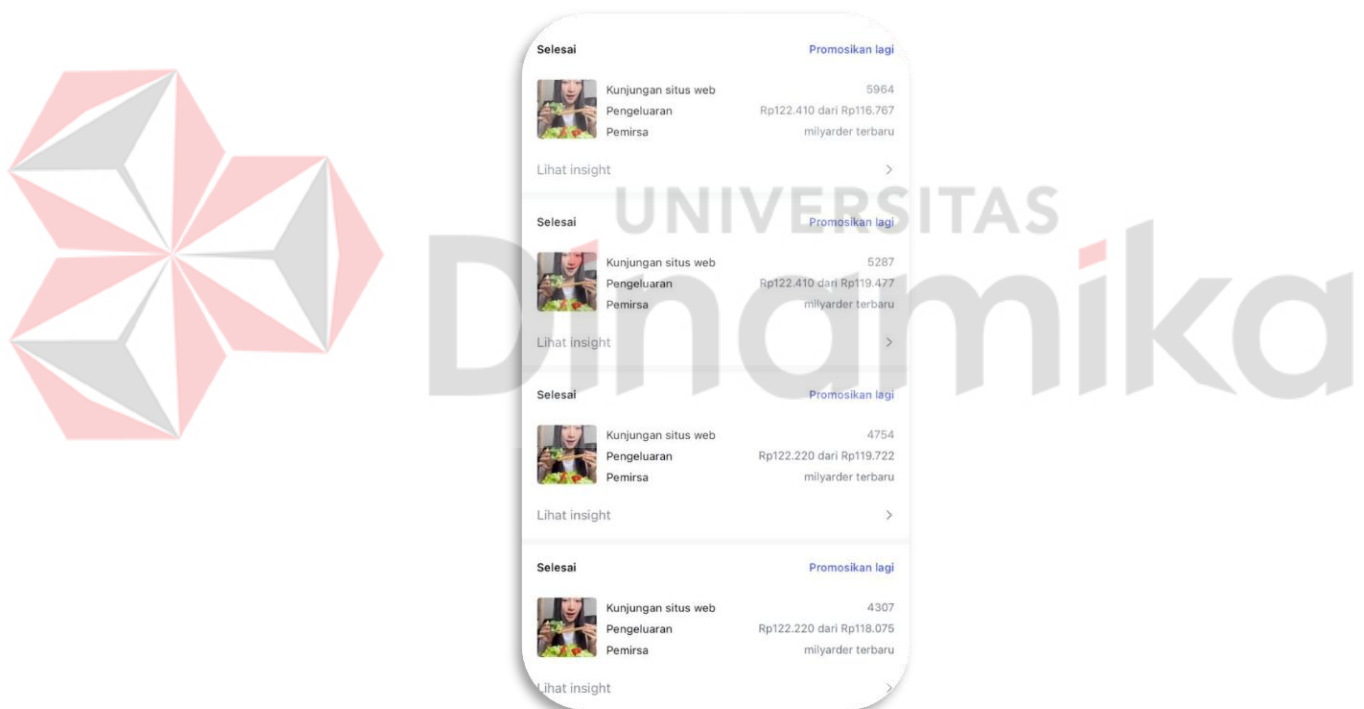 Selesai Promosikan lagi
Kunjungan situs web 5964
Pengeluaran Rp122.410 dari Rp116.767
Pemirsa milyarder terbaru
Lihat insight >
UNIVERSITAS
Dinamika
Selesai Promosikan lagi
Kunjungan situs web 5287
Pengeluaran Rp122.410 dari Rp119.477
Pemirsa milyarder terbaru
Lihat insight >
Selesai Promosikan lagi
Kunjungan situs web 4754
Pengeluaran Rp122.220 dari Rp119.722
Pemirsa milyarder terbaru
Lihat insight >
Selesai Promosikan lagi
Kunjungan situs web 4307
Pengeluaran Rp122.220 dari Rp118.075
Pemirsa milyarder terbaru
Lihat insight >